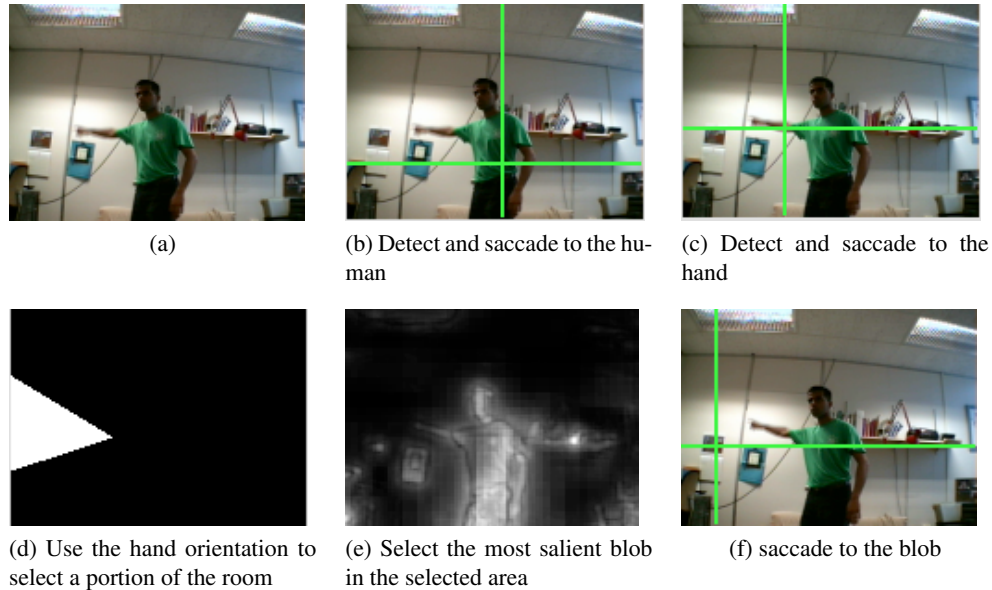 (a)
(b) Detect and saccade to the hu-
man
(c) Detect and saccade to the
hand
(d) Use the hand orientation to
select a portion of the room
(e) Select the most salient blob
in the selected area
(f) saccade to the blob